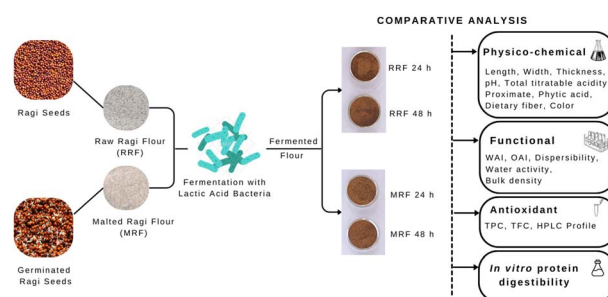 COMPARATIVE ANALYSIS
Ragi Seeds
Raw Ragi Flour
(RRF)
Malted Ragi Flour
(MRF)
Germinated
Ragi Seeds
Fermentation with
Lactic Acid Bacteria
Fermented
Flour
RRF 24 h
RRF 48 h
MRF 24 h
MRF 48 h
Physico-chemical
Length, Width, Thickness,
pH, Total titratable acidity
Proximate, Phytic acid,
Dietary fiber, Color
Functional
WAI, OAI, Dispersibility,
Water activity,
Bulk density
Antioxidant
TPC, TFC, HPLC Profile
In vitro protein
digestibility